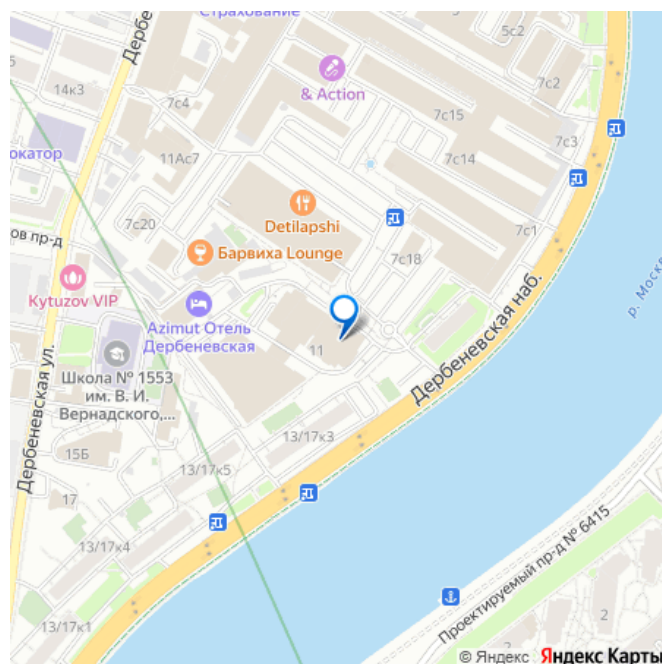 Страхование
5с2
Дербе
14к3
& Action
7с2
7с4
7с15
7с3
окатор
11Ас7
7с14
Detilapshi
7с20
7с1
ов пр-д
Барвиха Lounge
7с18
р. Моск
Kytuzov VIP
Azimut Отель
Дербеневская
Дербеневская наб.
11
Школа № 1553
им. В. И.
Вернадского,...
Дербеневская ул.
13/17к3
15Б
13/17к5
17
13/17к4
Проектируемый пр-д № 6415
13/17к1
2
2
© Яндекс Яндекс Карты